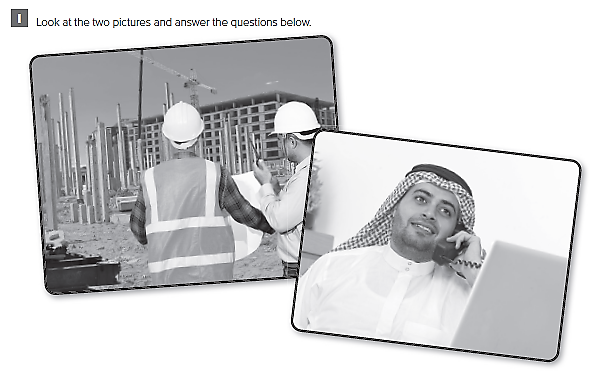 I Look at the two pictures and answer the questions below.